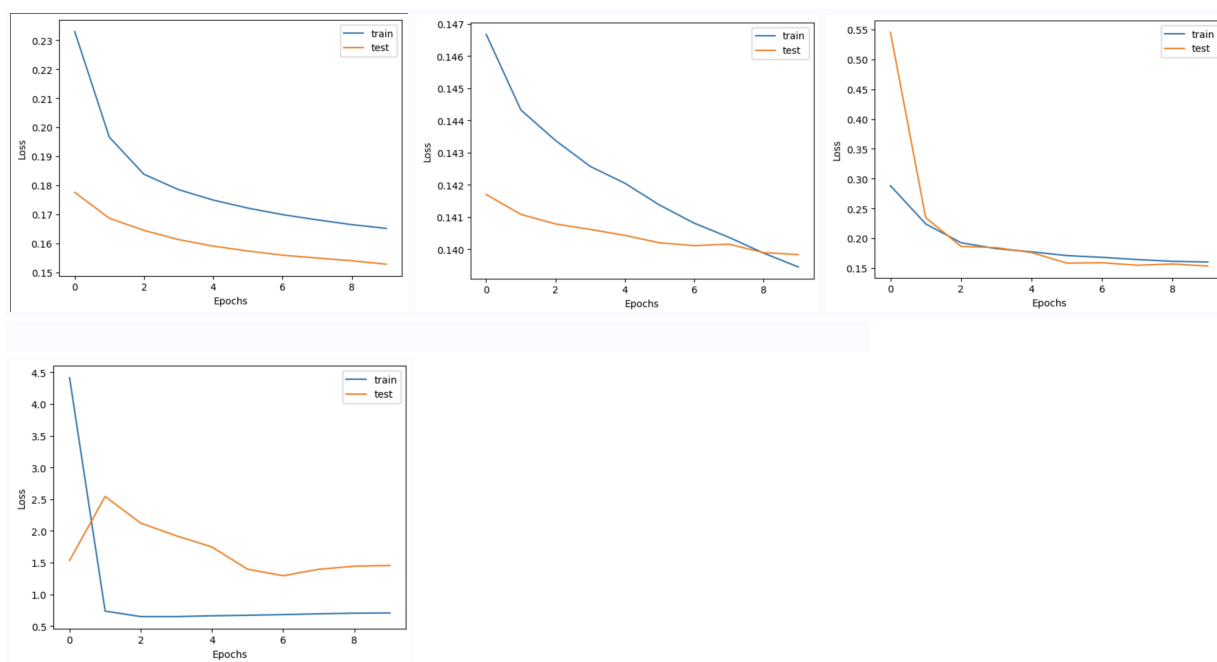 train
test
0.23
0.22
0.21
0.20
0.19
0.18
0.17
0.16
0.15
Loss
0 2 4 6 8
Epochs
train
test
0.147
0.146
0.145
0.144
0.143
0.142
0.141
0.140
Loss
0 2 4 6 8
Epochs
train
test
0.55
0.50
0.45
0.40
0.35
0.30
0.25
0.20
0.15
Loss
0 2 4 6 8
Epochs
train
test
4.5
4.0
3.5
3.0
2.5
2.0
1.5
1.0
0.5
Loss
0 2 4 6 8
Epochs